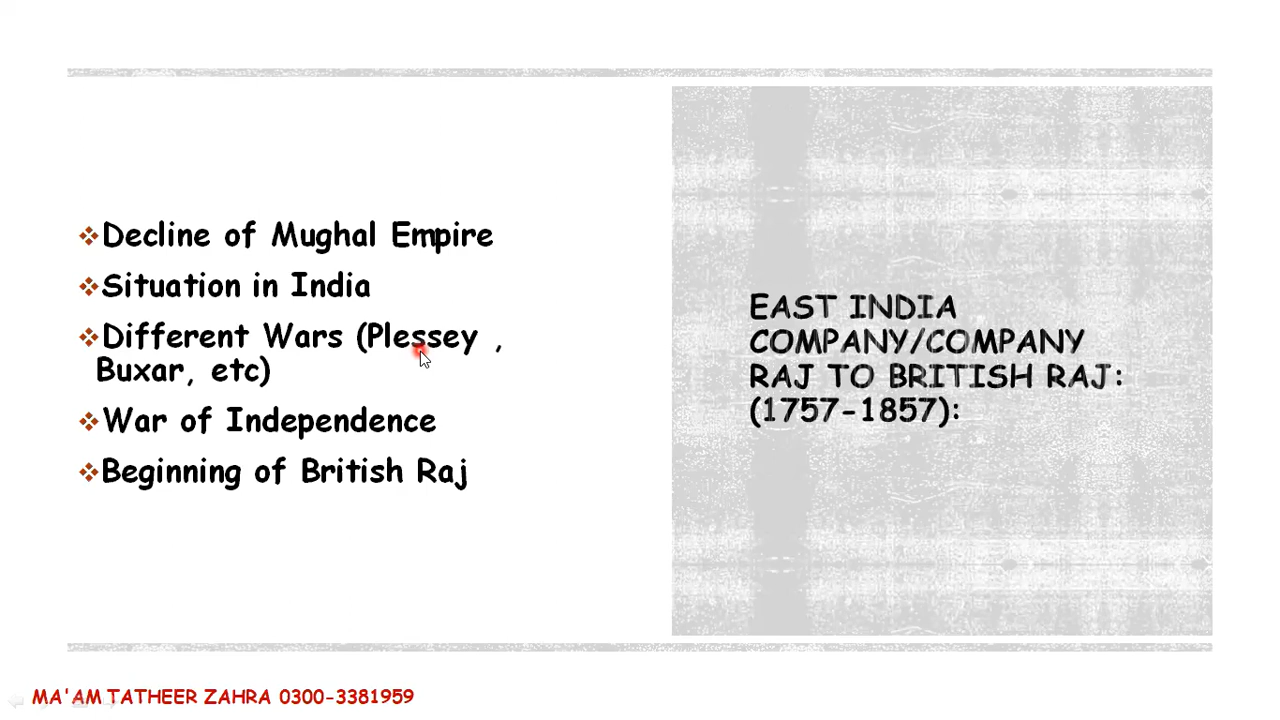 Decline of Mughal Empire
Situation in India
Different Wars (Plessey ,
Buxar, etc)
War of Independence
Beginning of British Raj
EAST INDIA
COMPANY/COMPANY
RAJ TO BRITISH RAJ:
(1757-1857):
MA'AM TATHEER ZAHRA 0300-3381959